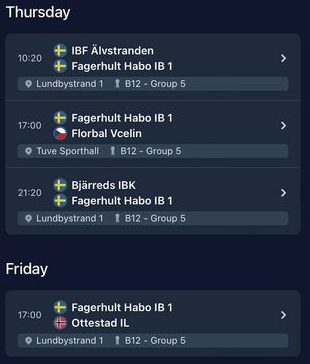 Thursday
10:20
IBF Älvstranden
Fagerhult Habo IB 1
Lundbystrand 1 B12 - Group 5
17:00
Fagerhult Habo IB 1
Florbal Vcelin
Tuve Sporthall B12 - Group 5
21:20
Bjärreds IBK
Fagerhult Habo IB 1
Lundbystrand 1 B12 - Group 5
Friday
17:00
Fagerhult Habo IB 1
Ottestad IL
Lundbystrand 1 B12 - Group 5